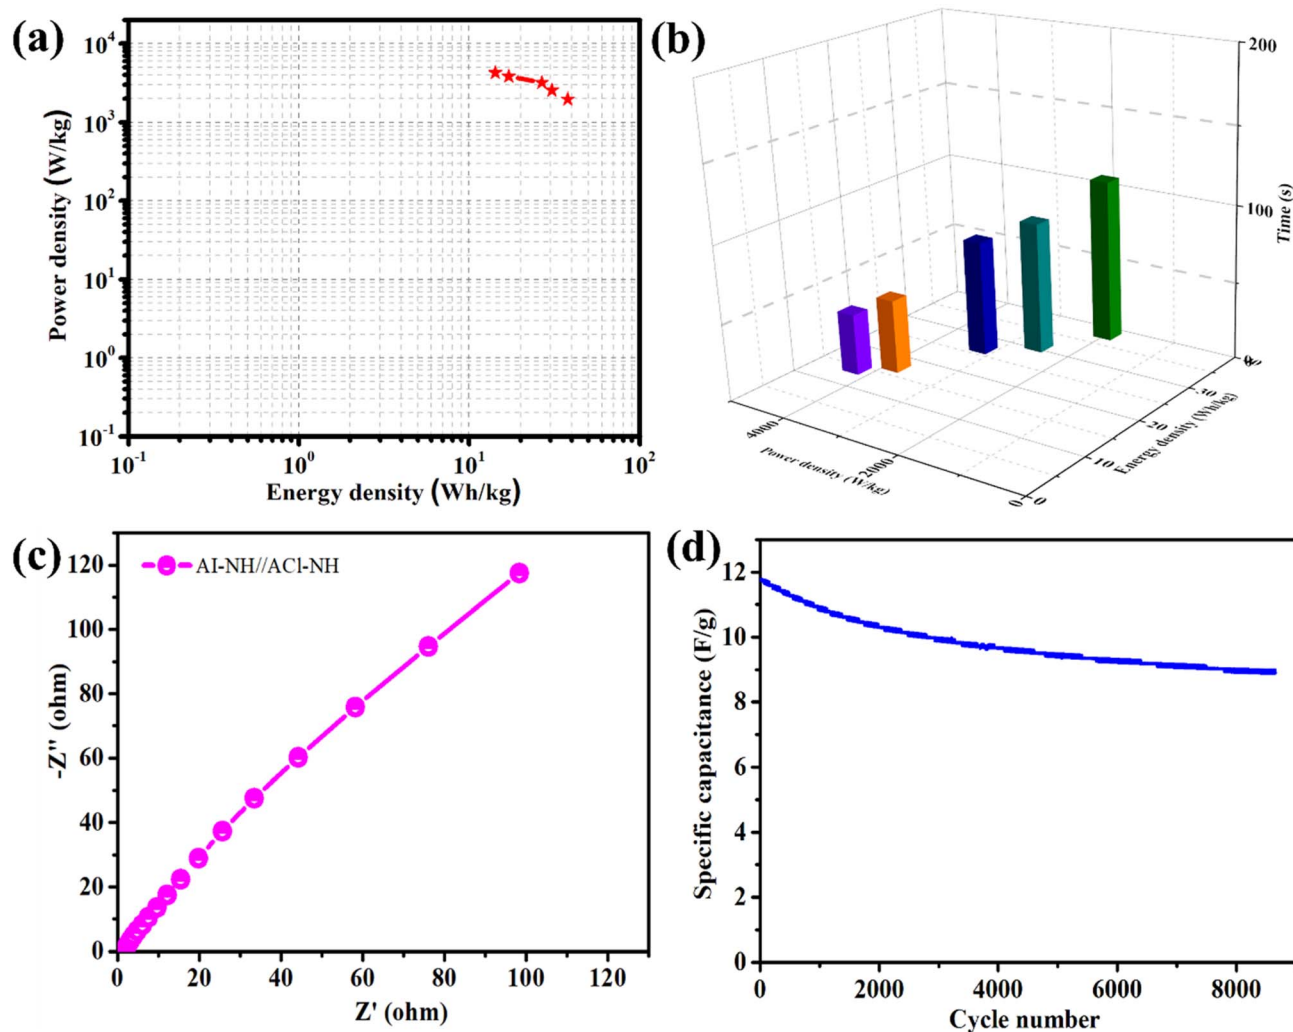 (a)
10^4
10^3
10^2
10^1
10^0
10^-1
Power density (W/kg)
10^-1 10^0 10^1 10^2
Energy density (Wh/kg)
(b)
200
100
Time (s)
0
30
20
10
0
Energy density (Wh/kg)
4000
2000
0
Power density (W/kg)
(c)
AI-NH//ACl-NH
120
100
80
60
40
20
0
-Z'' (ohm)
0 20 40 60 80 100 120
Z' (ohm)
(d)
12
10
8
6
4
2
0
Specific capacitance (F/g)
0 2000 4000 6000 8000
Cycle number